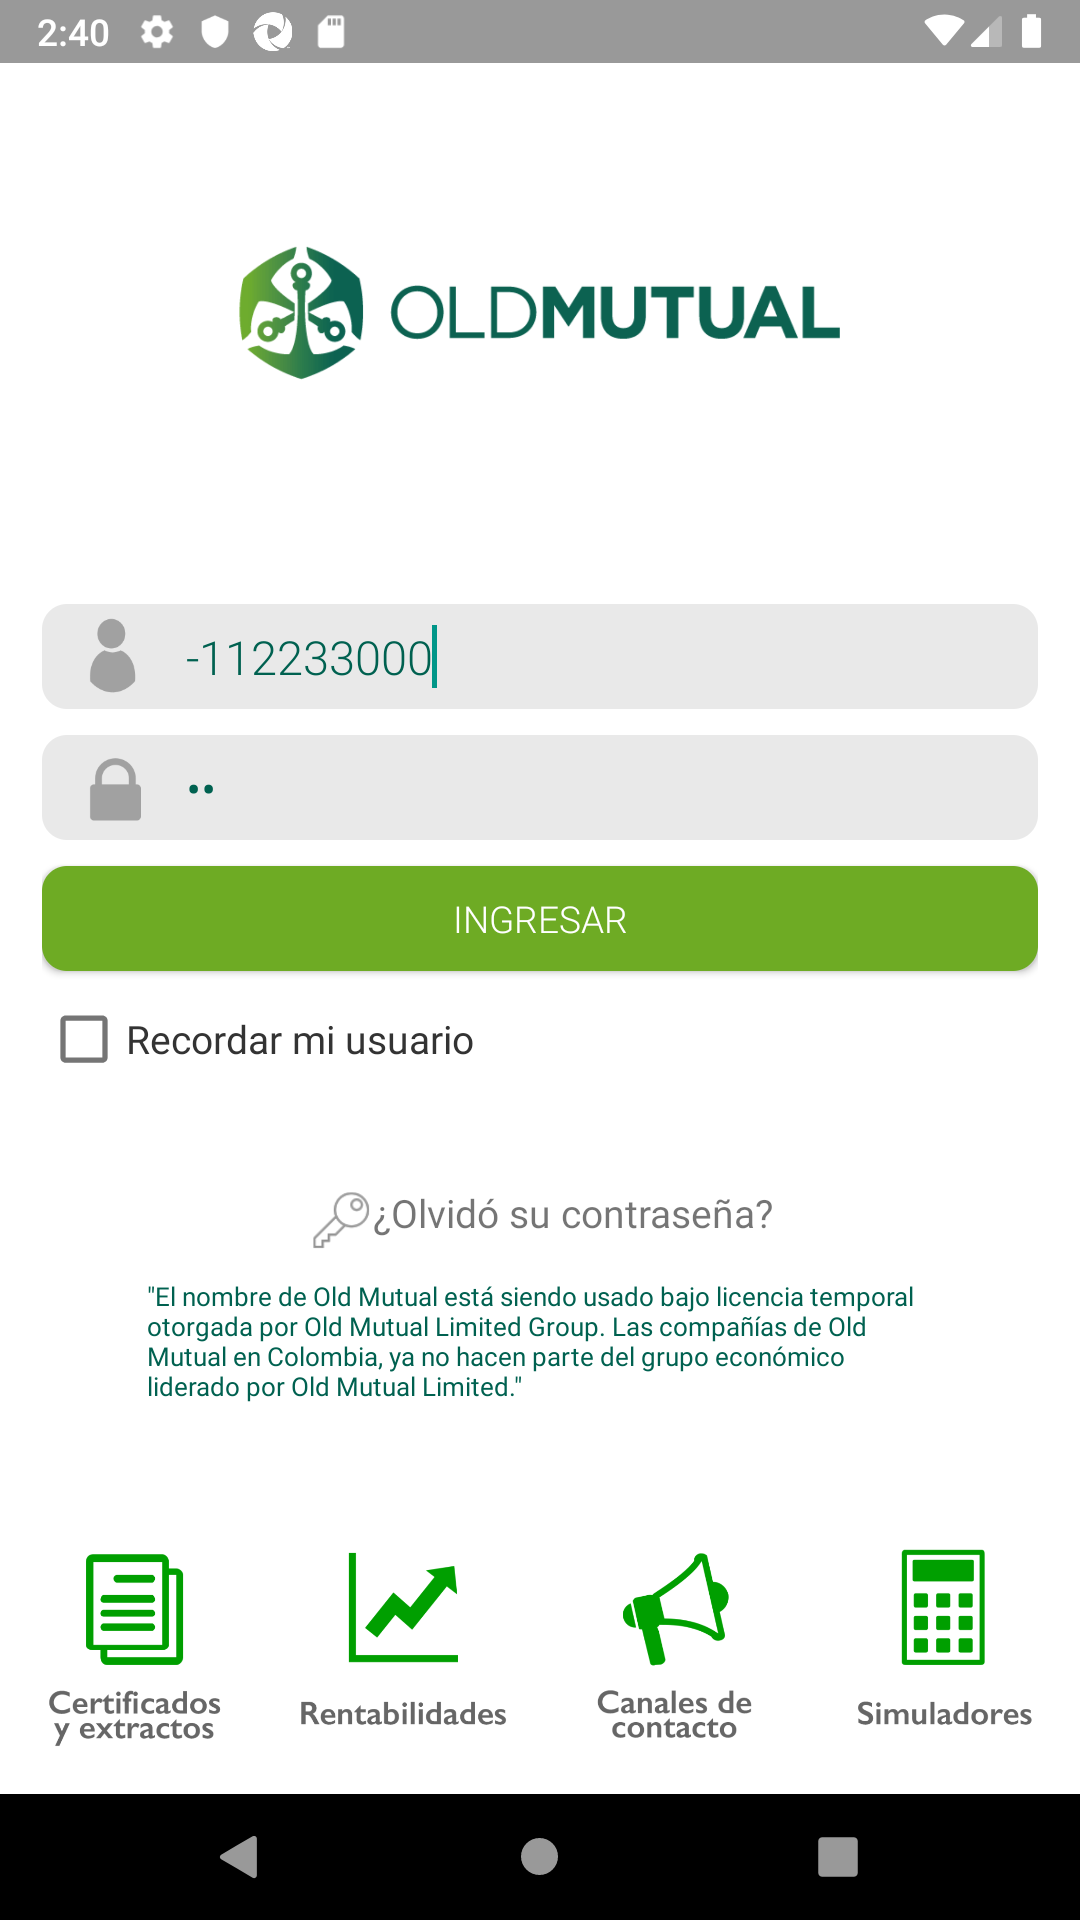 2:40
OLDMUTUAL
-112233000
••
INGRESAR
Recordar mi usuario
¿Olvidó su contraseña?
"El nombre de Old Mutual está siendo usado bajo licencia temporal
otorgada por Old Mutual Limited Group. Las compañías de Old
Mutual en Colombia, ya no hacen parte del grupo económico
liderado por Old Mutual Limited."
Certificados
y extractos
Rentabilidades
Canales de
contacto
Simuladores